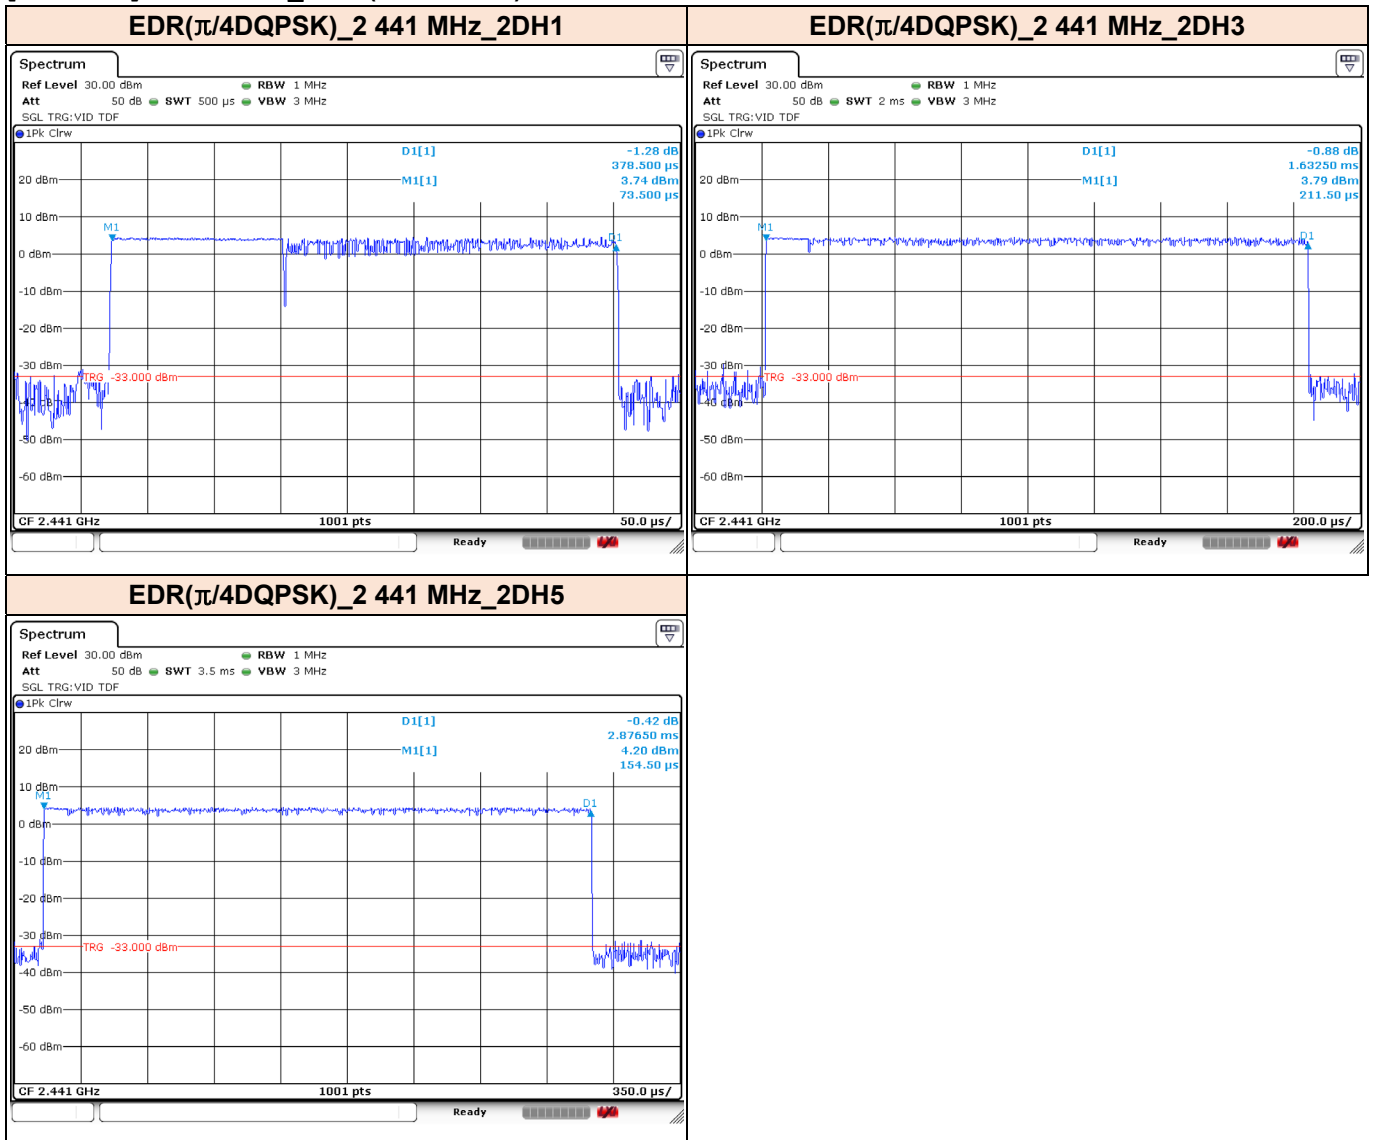 EDR(π/4DQPSK)_2 441 MHz_2DH1
Spectrum
Ref Level 30.00 dBm RBW 1 MHz
Att 50 dB SWT 500 µs VBW 3 MHz
SGL TRG:VID TDF
1Pk Clrw
D1[1] -1.28 dB
378.500 µs
M1[1] 3.74 dBm
73.500 µs
20 dBm
10 dBm
M1
D1
0 dBm
-10 dBm
-20 dBm
-30 dBm
TRG -33.000 dBm
-40 dBm
-50 dBm
-60 dBm
CF 2.441 GHz 1001 pts 50.0 µs/
Ready
EDR(π/4DQPSK)_2 441 MHz_2DH3
Spectrum
Ref Level 30.00 dBm RBW 1 MHz
Att 50 dB SWT 2 ms VBW 3 MHz
SGL TRG:VID TDF
1Pk Clrw
D1[1] -0.88 dB
1.63250 ms
M1[1] 3.79 dBm
211.50 µs
20 dBm
10 dBm
M1
D1
0 dBm
-10 dBm
-20 dBm
-30 dBm
TRG -33.000 dBm
-40 dBm
-50 dBm
-60 dBm
CF 2.441 GHz 1001 pts 200.0 µs/
Ready
EDR(π/4DQPSK)_2 441 MHz_2DH5
Spectrum
Ref Level 30.00 dBm RBW 1 MHz
Att 50 dB SWT 3.5 ms VBW 3 MHz
SGL TRG:VID TDF
1Pk Clrw
D1[1] -0.42 dB
2.87650 ms
M1[1] 4.20 dBm
154.50 µs
20 dBm
10 dBm
M1
D1
0 dBm
-10 dBm
-20 dBm
-30 dBm
TRG -33.000 dBm
-40 dBm
-50 dBm
-60 dBm
CF 2.441 GHz 1001 pts 350.0 µs/
Ready